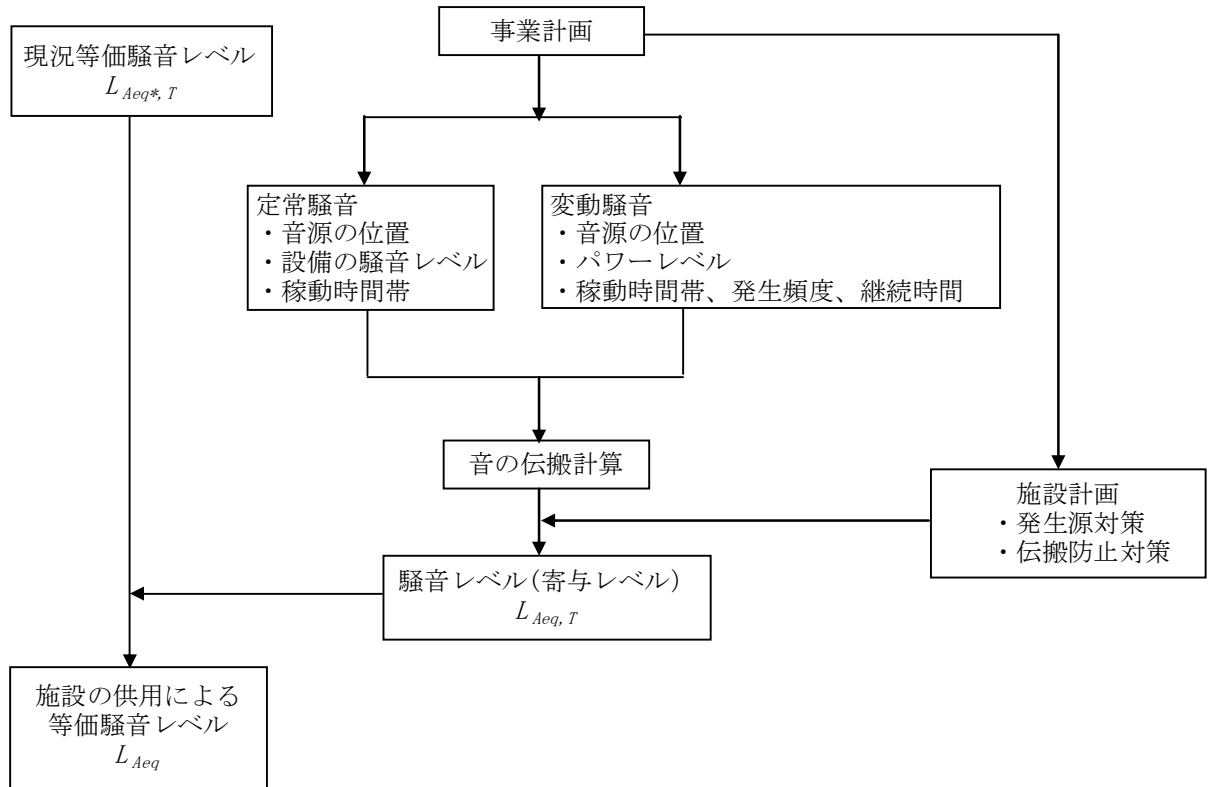 事業計画
現況等価騒音レベル
L Aeq*, T
定常騒音
・音源の位置
・設備の騒音レベル
・稼動時間帯
変動騒音
・音源の位置
・パワーレベル
・稼動時間帯、発生頻度、継続時間
音の伝搬計算
施設計画
・発生源対策
・伝搬防止対策
騒音レベル(寄与レベル)
L Aeq, T
施設の供用による
等価騒音レベル
L Aeq